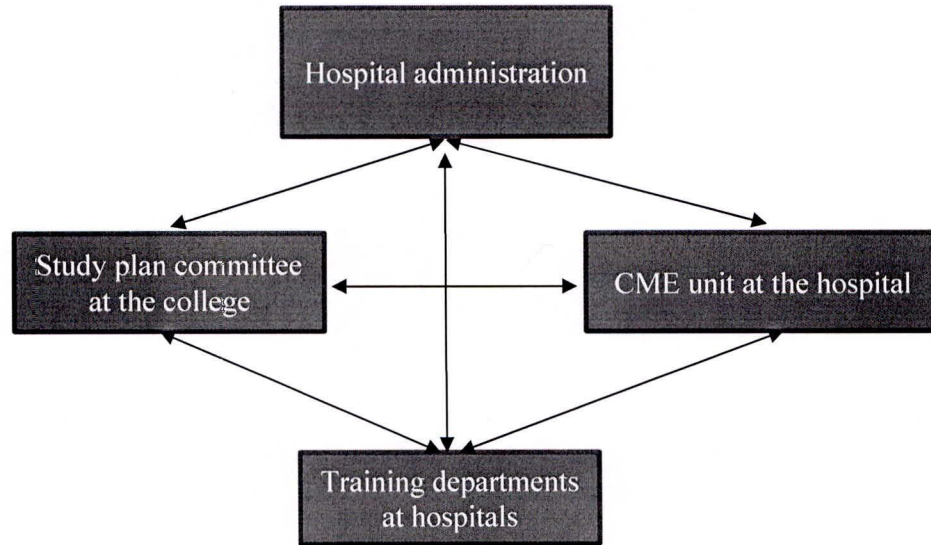 Hospital administration
Study plan committee
at the college
CME unit at the hospital
Training departments
at hospitals